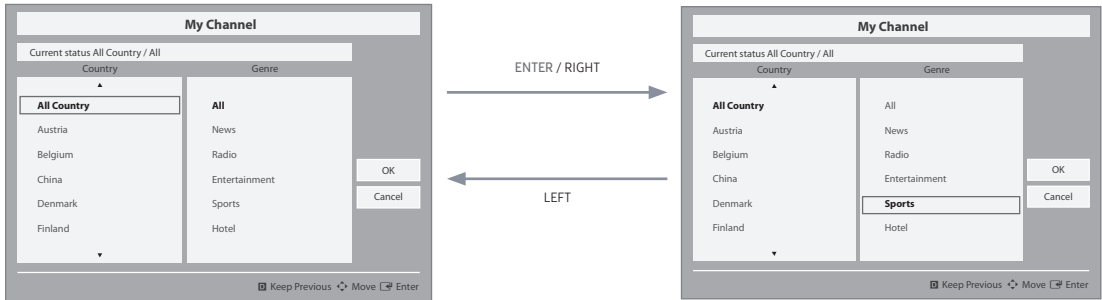 My Channel
Current status All Country / All
Country Genre
▲
All Country All
Austria News
Belgium Radio
China Entertainment
Denmark Sports
Finland Hotel
▼
OK
Cancel
D Keep Previous Move Enter
ENTER / RIGHT
LEFT
My Channel
Current status All Country / All
Country Genre
▲
All Country All
Austria News
Belgium Radio
China Entertainment
Denmark Sports
Finland Hotel
▼
OK
Cancel
D Keep Previous Move Enter